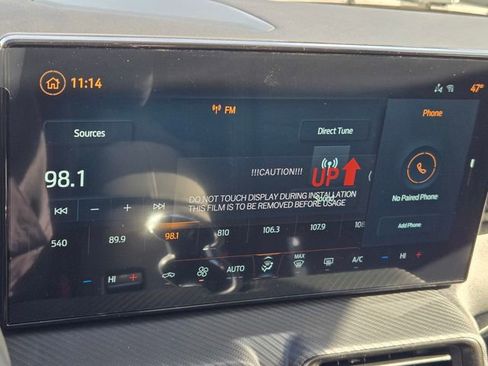 11:14
47°
FM
Phone
Sources
Direct Tune
!!!CAUTION!!!
UP
98.1
DO NOT TOUCH DISPLAY DURING INSTALLATION
THIS FILM IS TO BE REMOVED BEFORE USAGE
No Paired Phone
Add Phone
540 89.9 98.1 810 106.3 107.9
HI AUTO MAX A/C HI